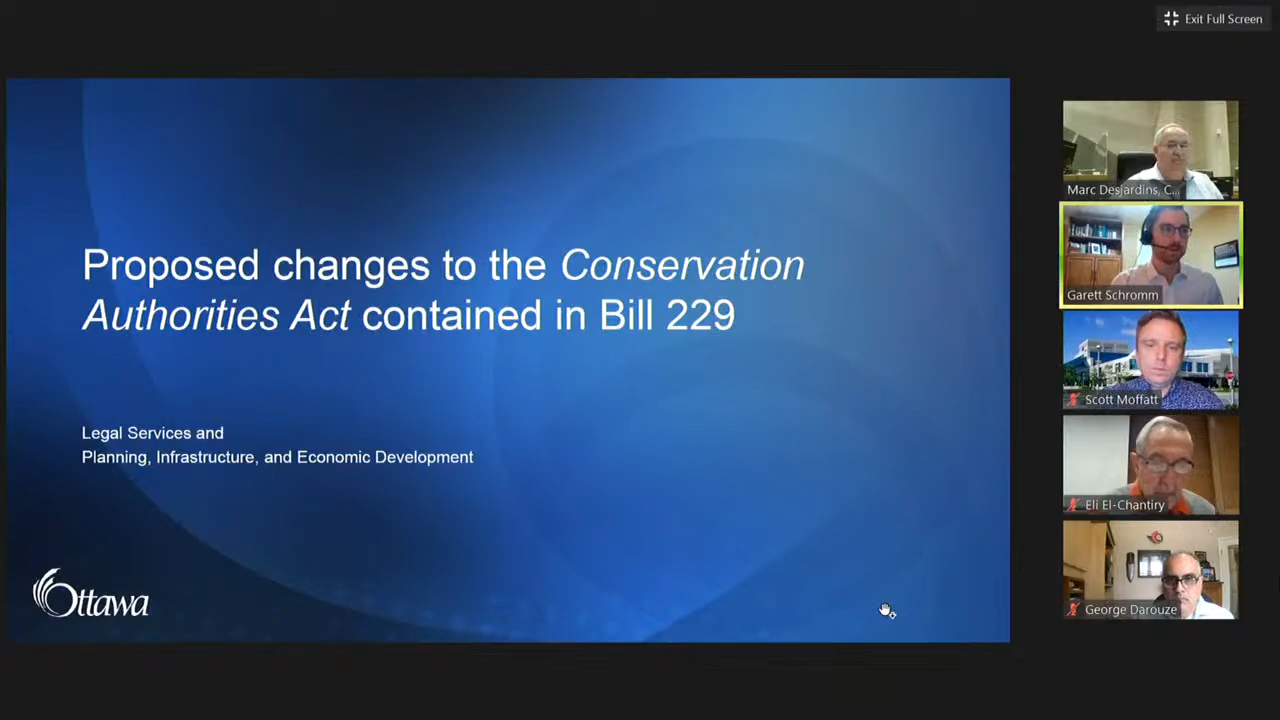 Exit Full Screen
Proposed changes to the Conservation
Authorities Act contained in Bill 229
Legal Services and
Planning, Infrastructure, and Economic Development
Ottawa
Marc Desjardins, C...
Garett Schromm
Scott Moffatt
Eli El-Chantiry
George Darouze